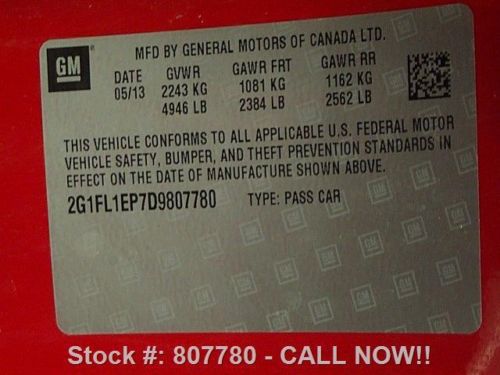 GM
MFD BY GENERAL MOTORS OF CANADA LTD.
DATE GVWR GAWR FRT GAWR RR
05/13 2243 KG 1081 KG 1162 KG
4946 LB 2384 LB 2562 LB
THIS VEHICLE CONFORMS TO ALL APPLICABLE U.S. FEDERAL MOTOR
VEHICLE SAFETY, BUMPER, AND THEFT PREVENTION STANDARDS IN
EFFECT ON THE DATE OF MANUFACTURE SHOWN ABOVE.
2G1FL1EP7D9807780 TYPE: PASS CAR
Stock #: 807780 - CALL NOW!!